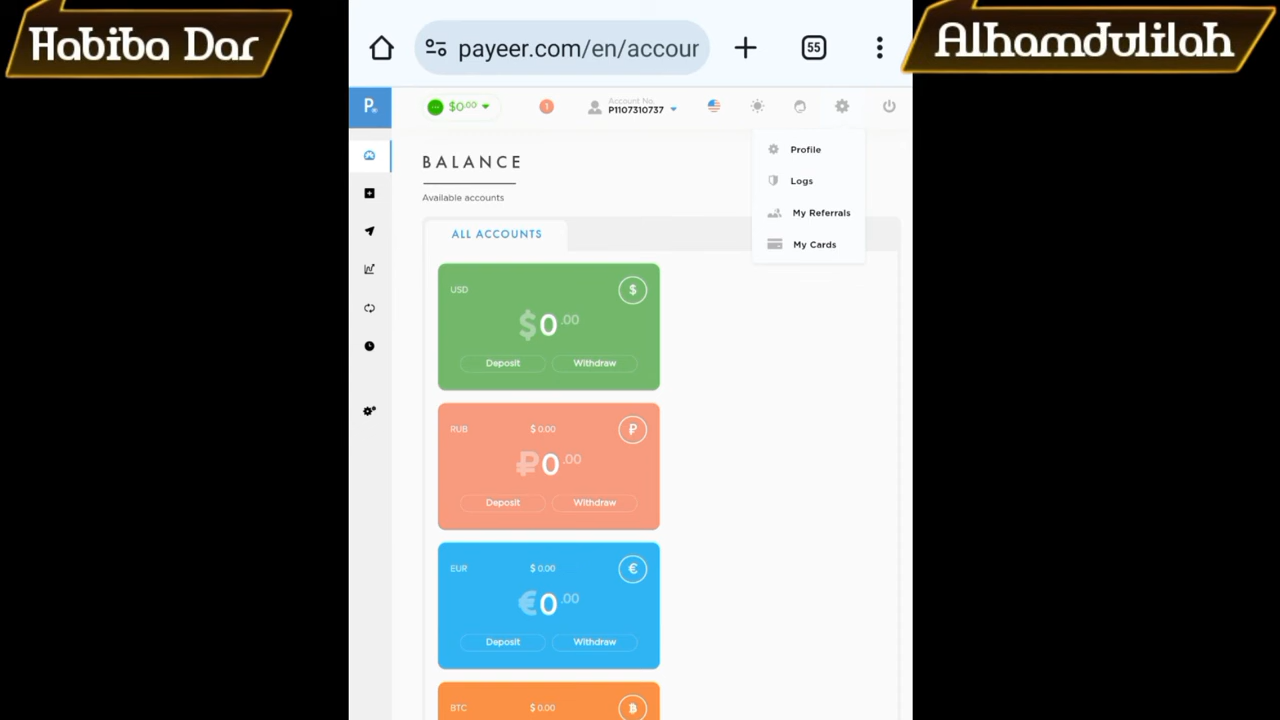 Habiba Dar
Alhamdulilah
payeer.com/en/accour
55
P
$0.00
1
Account No.
P1107310737
Profile
Logs
My Referrals
My Cards
BALANCE
Available accounts
ALL ACCOUNTS
USD
$
$0.00
Deposit Withdraw
RUB $ 0.00
₽
₽0.00
Deposit Withdraw
EUR $ 0.00
€
€0.00
Deposit Withdraw
BTC $ 0.00